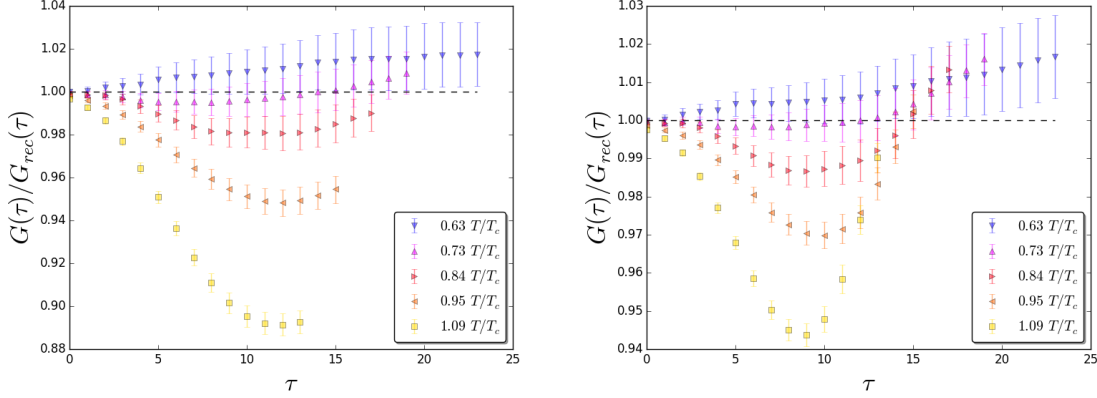 1.04
1.02
1.00
0.98
0.96
0.94
0.92
0.90
0.88
G(τ)/G_{rec}(τ)
0
5
10
15
20
25
τ
0.63 T/T_c
0.73 T/T_c
0.84 T/T_c
0.95 T/T_c
1.09 T/T_c
1.03
1.02
1.01
1.00
0.99
0.98
0.97
0.96
0.95
0.94
G(τ)/G_{rec}(τ)
0
5
10
15
20
25
τ
0.63 T/T_c
0.73 T/T_c
0.84 T/T_c
0.95 T/T_c
1.09 T/T_c